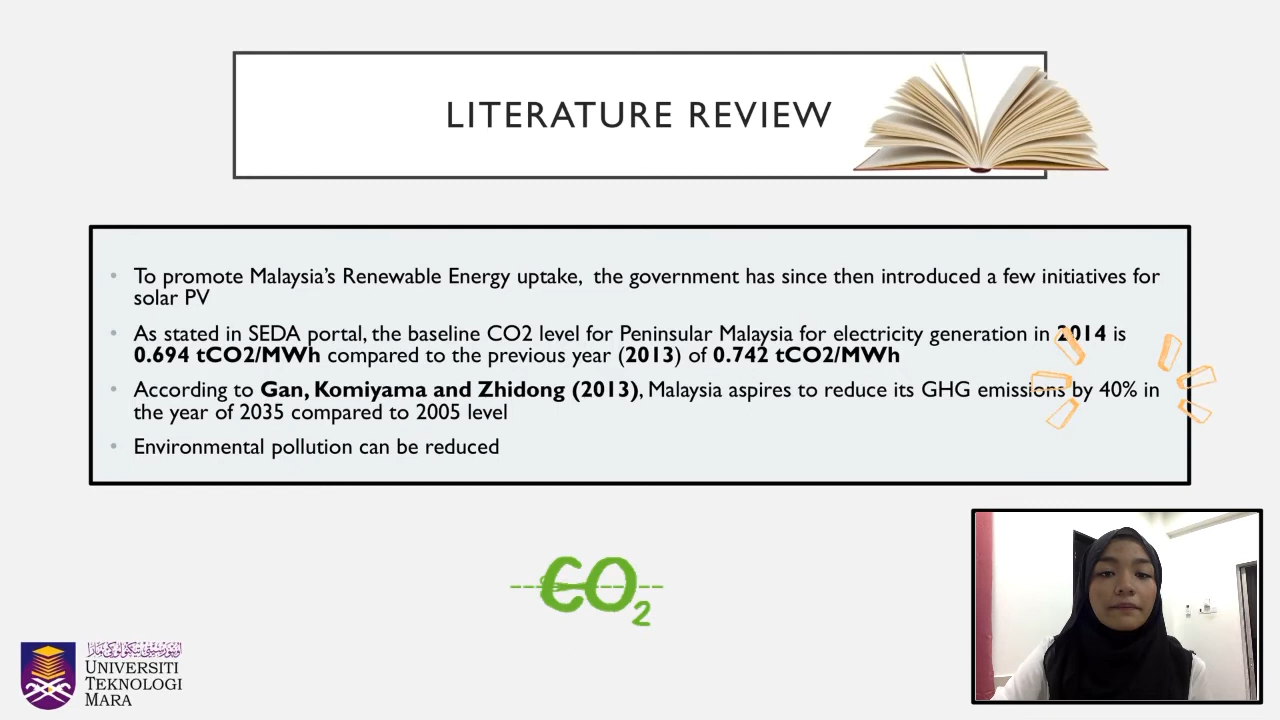 LITERATURE REVIEW
To promote Malaysia's Renewable Energy uptake,  the government has since then introduced a few initiatives for
solar PV
As stated in SEDA portal, the baseline CO2 level for Peninsular Malaysia for electricity generation in 2014 is
0.694 tCO2/MWh compared to the previous year (2013) of 0.742 tCO2/MWh
According to Gan, Komiyama and Zhidong (2013), Malaysia aspires to reduce its GHG emissions by 40% in
the year of 2035 compared to 2005 level
Environmental pollution can be reduced
CO2
اونيۏرسيتي تيكنولوݢي مارا
UNIVERSITI
TEKNOLOGI
MARA